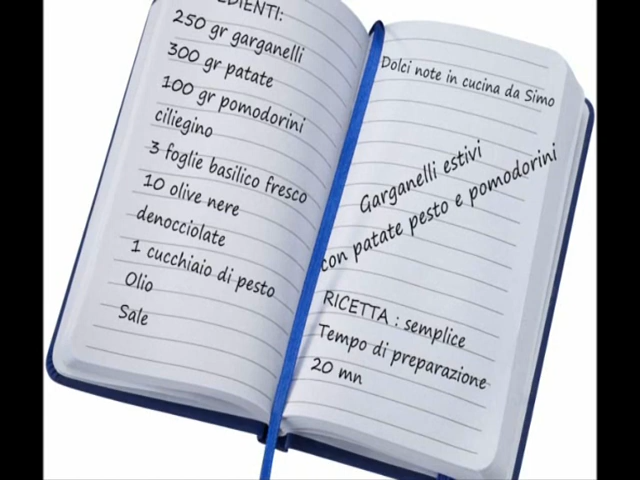 EDIENTI:
250 gr garganelli
300 gr patate
100 gr pomodorini
ciliegino
3 foglie basilico fresco
10 olive nere
denocciolate
1 cucchiaio di pesto
Olio
Sale
Dolci note in cucina da Simo
Garganelli estivi
con patate pesto e pomodorini
RICETTA : semplice
Tempo di preparazione
20 mn